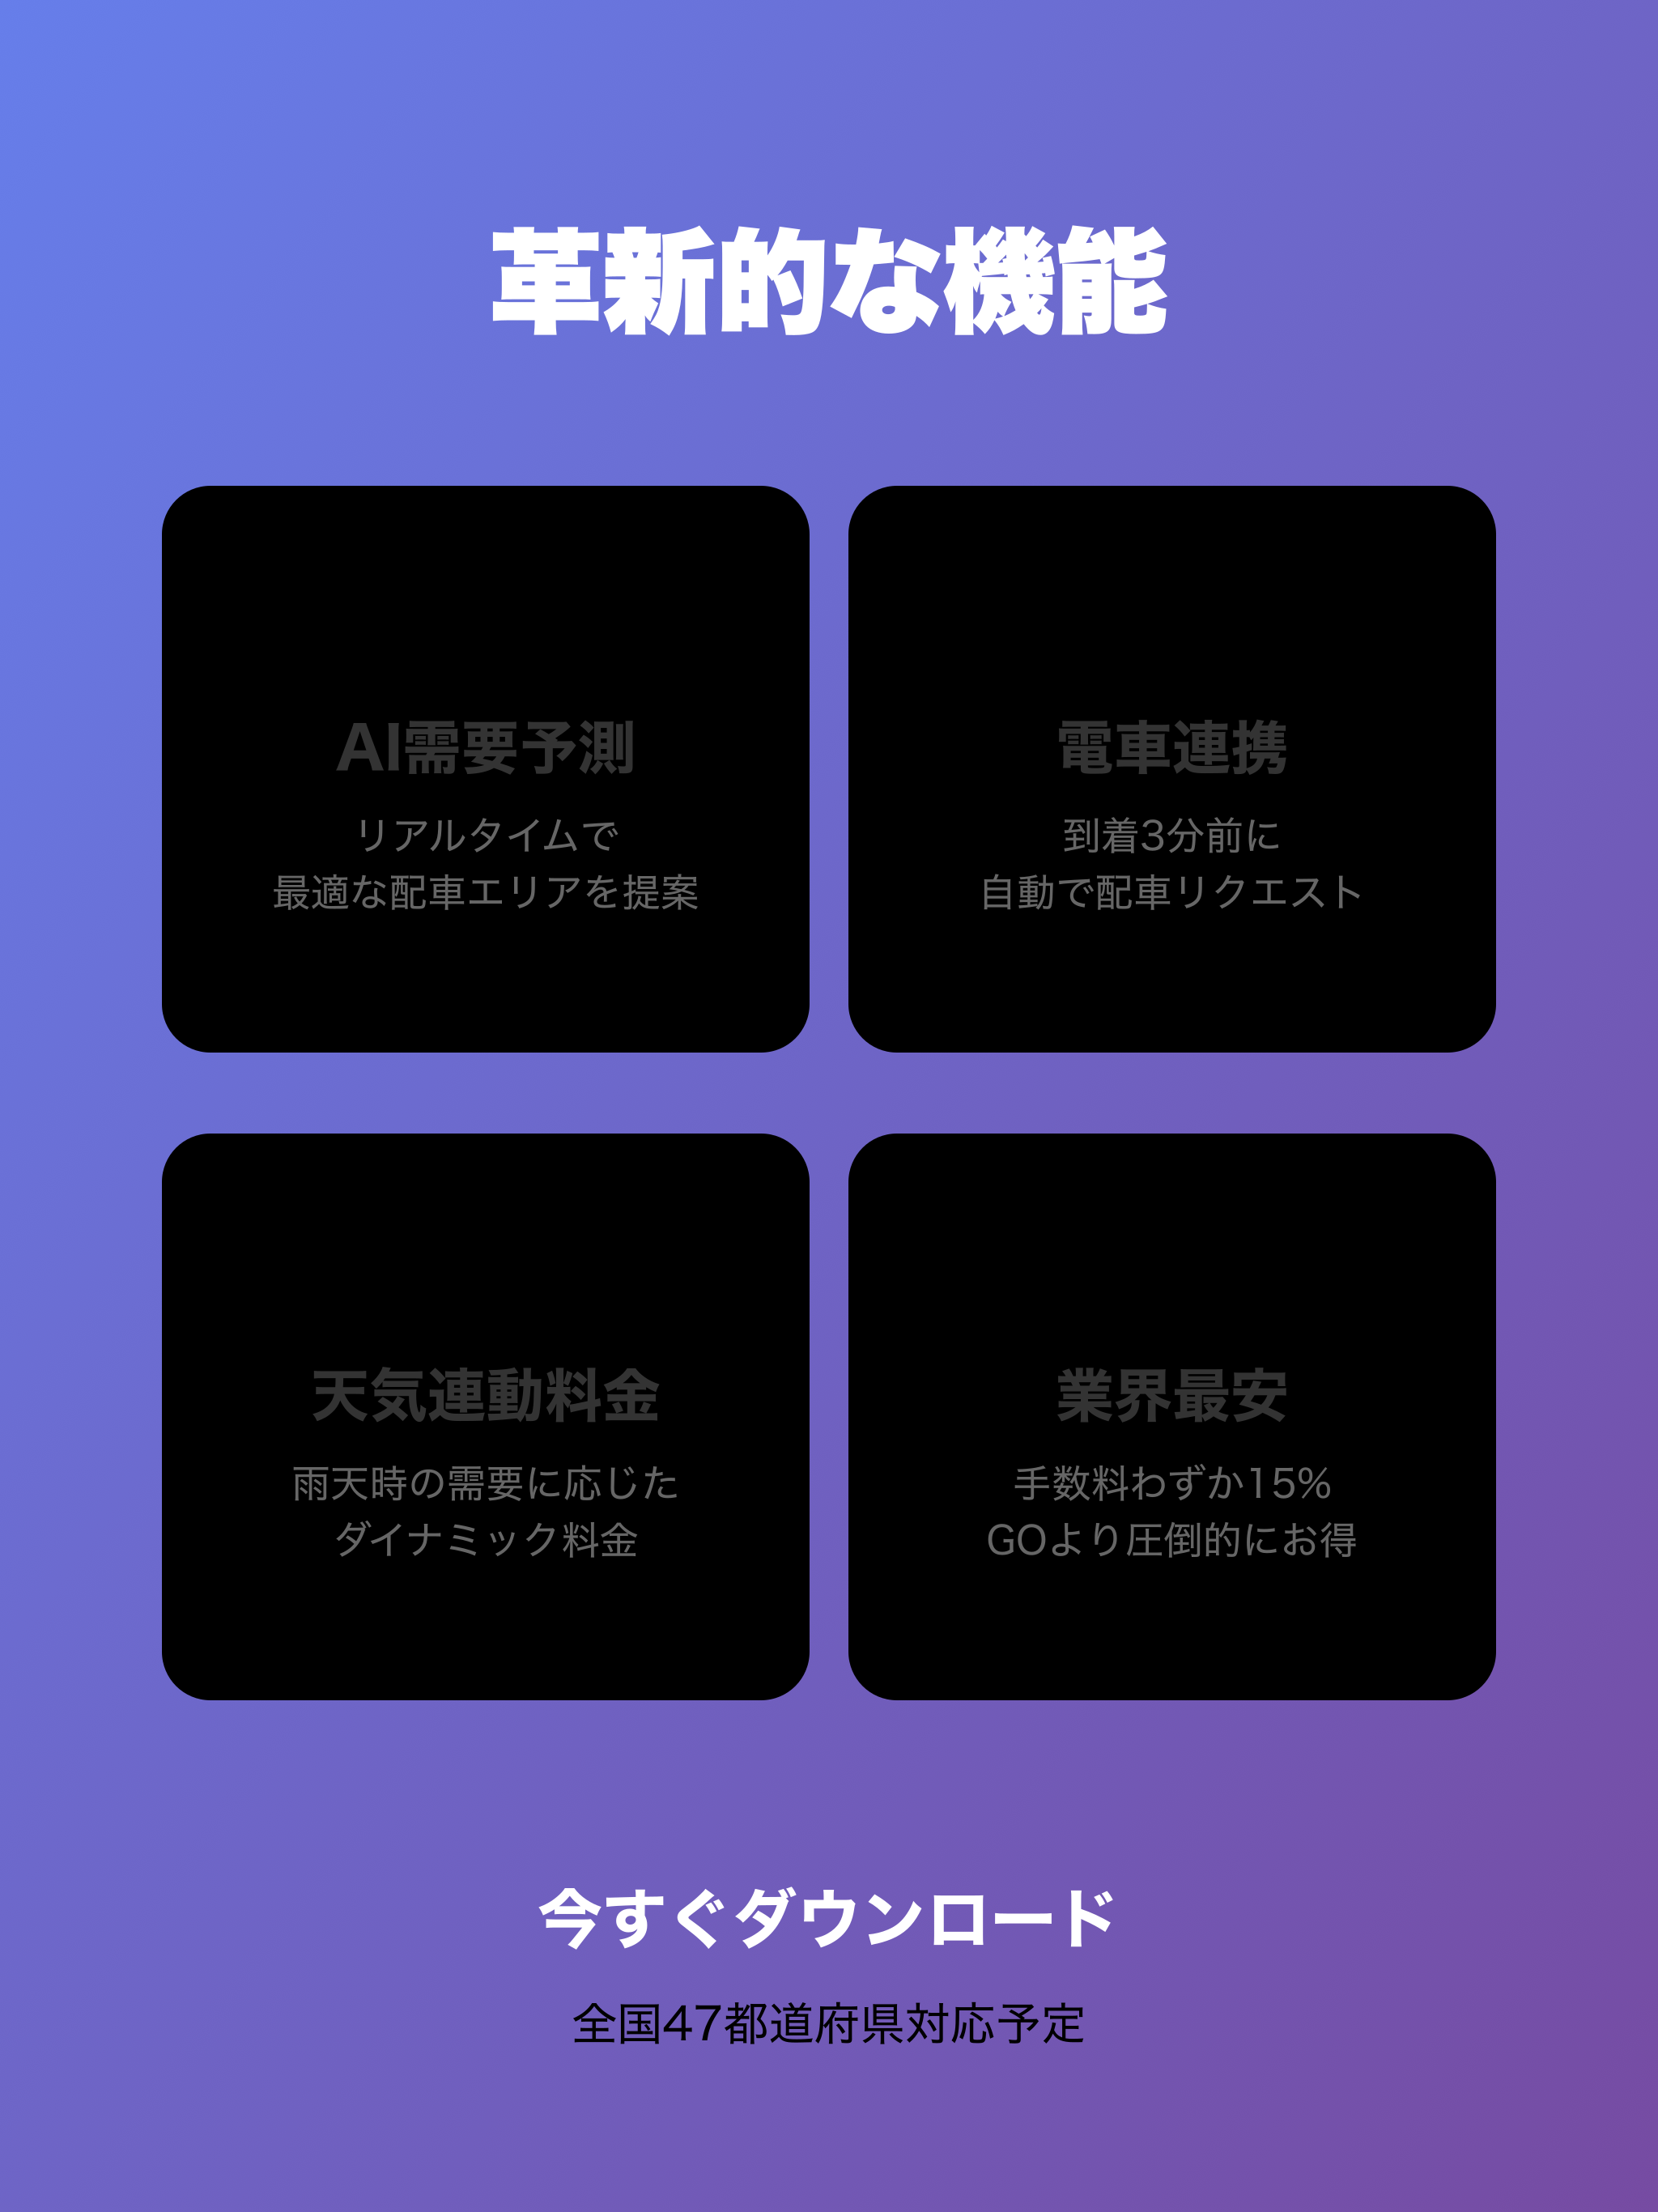 革新的な機能
AI需要予測
リアルタイムで
最適な配車エリアを提案
電車連携
到着3分前に
自動で配車リクエスト
天気連動料金
雨天時の需要に応じた
ダイナミック料金
業界最安
手数料わずか15%
GOより圧倒的にお得
今すぐダウンロード
全国47都道府県対応予定